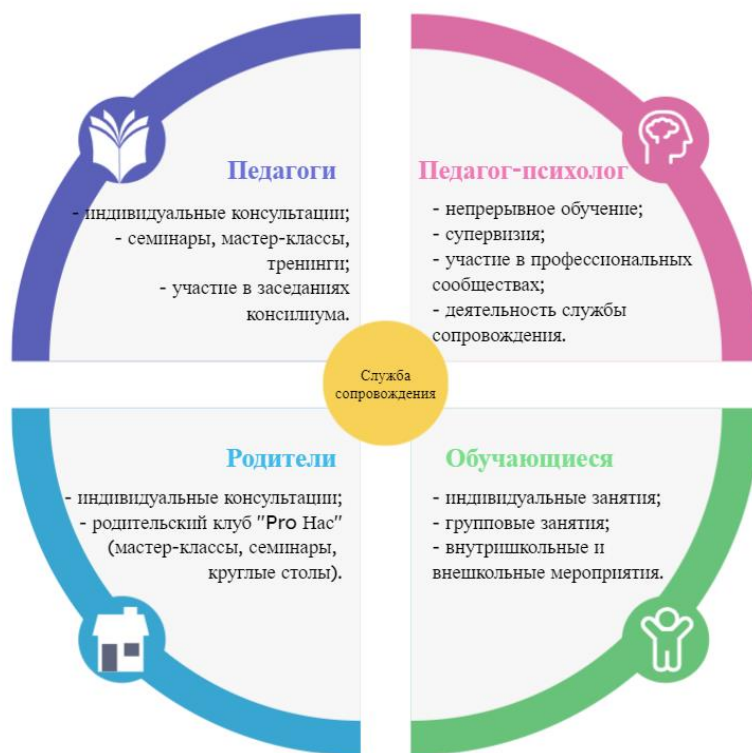 Педагоги
- индивидуальные консультации;
- семинары, мастер-классы,
тренинги;
- участие в заседаниях
консилиума.
Педагог-психолог
- непрерывное обучение;
- супервизия;
- участие в профессиональных
сообществах;
- деятельность службы
сопровождения.
Служба
сопровождения
Родители
- индивидуальные консультации;
- родительский клуб "Pro Нас"
(мастер-классы, семинары,
круглые столы).
Обучающиеся
- индивидуальные занятия;
- групповые занятия;
- внутришкольные и
внешкольные мероприятия.